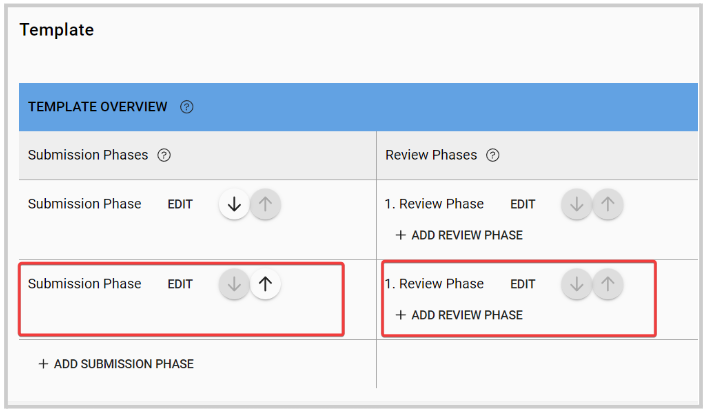 Template
TEMPLATE OVERVIEW ?
Submission Phases ? Review Phases ?
Submission Phase EDIT ↓ ↑ 1. Review Phase EDIT ↓ ↑
+ ADD REVIEW PHASE
Submission Phase EDIT ↓ ↑ 1. Review Phase EDIT ↓ ↑
+ ADD REVIEW PHASE
+ ADD SUBMISSION PHASE